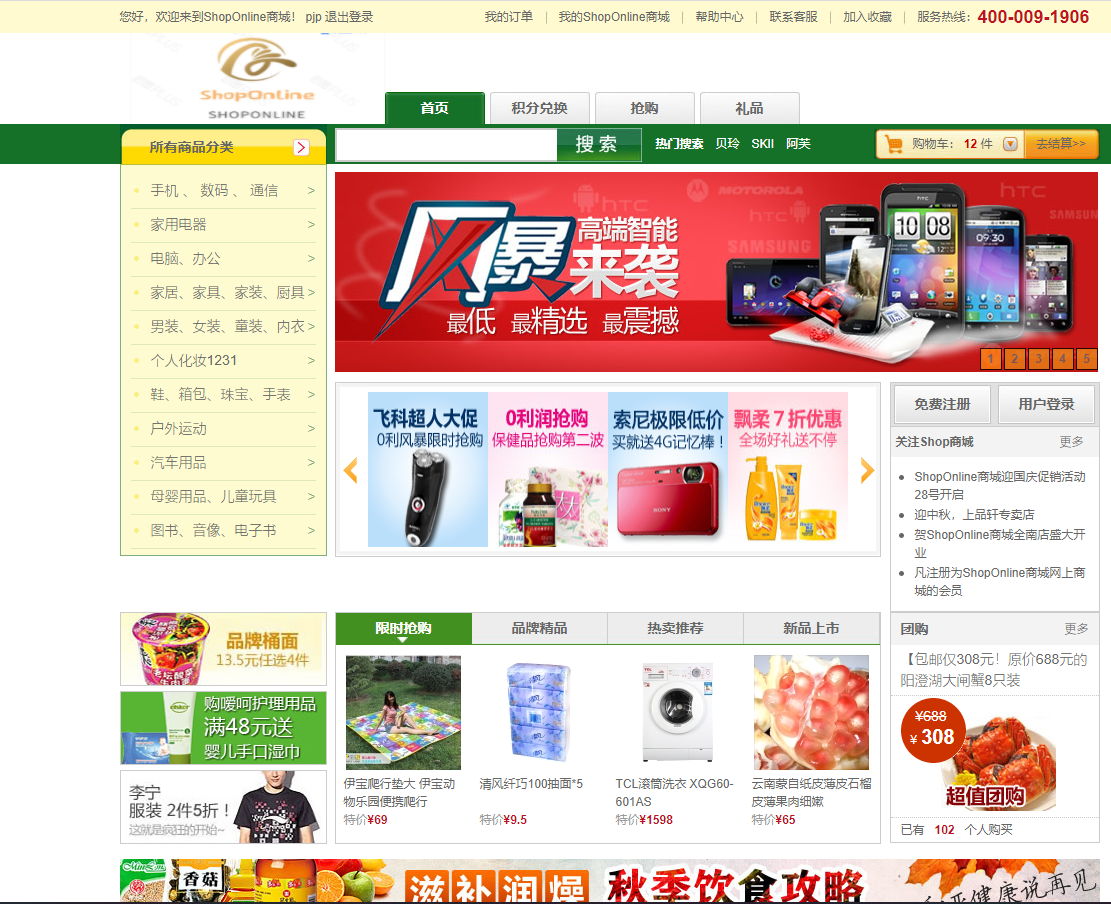 您好，欢迎来到ShopOnline商城！ pjp 退出登录
我的订单 | 我的ShopOnline商城 | 帮助中心 | 联系客服 | 加入收藏 | 服务热线：400-009-1906
ShopOnLine
SHOPONLINE
首页 积分兑换 抢购 礼品
所有商品分类
搜 索
热门搜索 贝玲 SKII 阿芙
购物车： 12 件
去结算>>
手机 、 数码 、 通信 >
家用电器 >
电脑、办公 >
家居、家具、家装、厨具 >
男装、女装、童装、内衣 >
个人化妆1231 >
鞋、箱包、珠宝、手表 >
户外运动 >
汽车用品 >
母婴用品、儿童玩具 >
图书、音像、电子书 >
风暴
高端智能
来袭
最低 最精选 最震撼
hTC
MOTOROLA
hTC
SAMSUNG
hTC
SAMSUNG
10 08
09:30
1 2 3 4 5
飞科超人大促
0利风暴限时抢购
0利润抢购
保健品抢购第二波
索尼极限低价
买就送4G记忆棒！
SONY
飘柔７折优惠
全场好礼送不停
免费注册 用户登录
关注Shop商城 更多
ShopOnline商城迎国庆促销活动
28号开启
迎中秋，上品轩专卖店
贺ShopOnline商城全南店盛大开
业
凡注册为ShopOnline商城网上商
城的会员
品牌桶面
13.5元任选4件
购嗳呵护理用品
满48元送
婴儿手口湿巾
李宁
服装 2件5折！
这就是疯狂的开始~
限时抢购 品牌精品 热卖推荐 新品上市
伊宝爬行垫大 伊宝动
物乐园便携爬行
特价¥69
清风纤巧100抽面*5
特价¥9.5
TCL
TCL滚筒洗衣 XQG60-
601AS
特价¥1598
云南蒙自纸皮薄皮石榴
皮薄果肉细嫩
特价¥65
团购 更多
【包邮仅308元！原价688元的
阳澄湖大闸蟹8只装
¥688
¥ 308
超值团购
已有 102 个人购买
香菇
滋补润燥 秋季饮食攻略